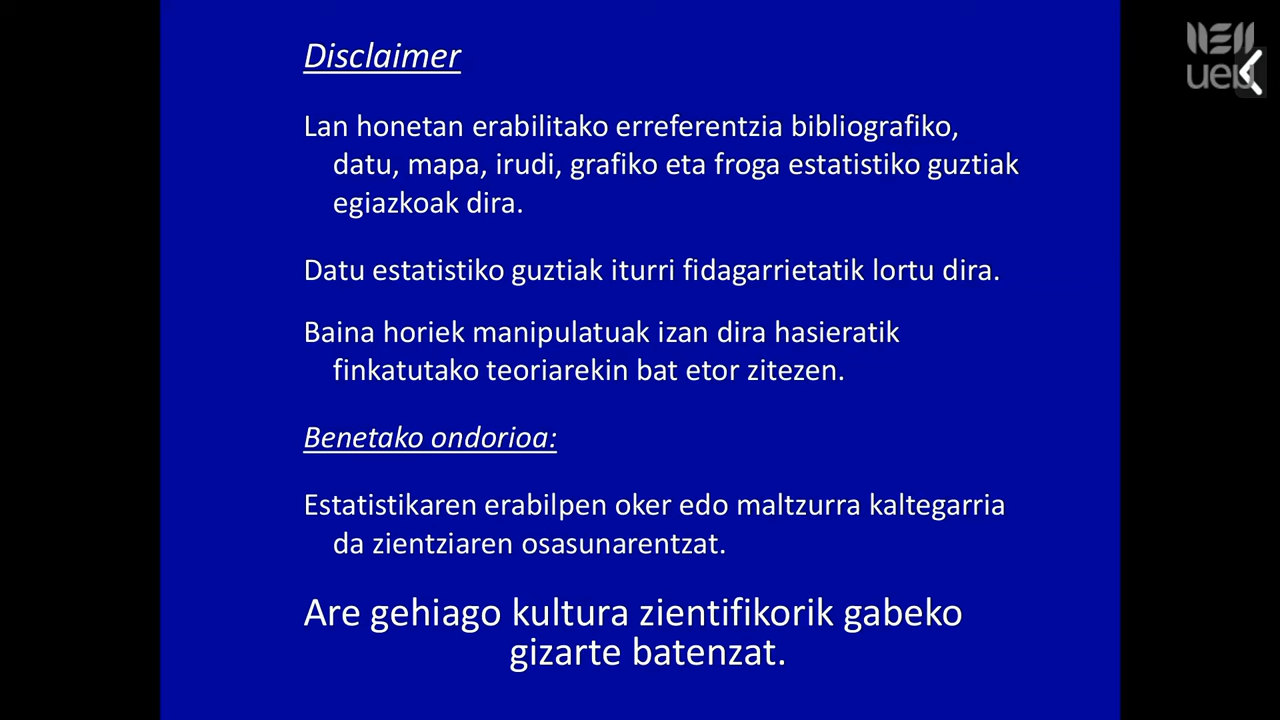 Disclaimer
Lan honetan erabilitako erreferentzia bibliografiko,
datu, mapa, irudi, grafiko eta froga estatistiko guztiak
egiazkoak dira.
Datu estatistiko guztiak iturri fidagarrietatik lortu dira.
Baina horiek manipulatuak izan dira hasieratik
finkatutako teoriarekin bat etor zitezen.
Benetako ondorioa:
Estatistikaren erabilpen oker edo maltzurra kaltegarria
da zientziaren osasunarentzat.
Are gehiago kultura zientifikorik gabeko
gizarte batenzat.
ueu